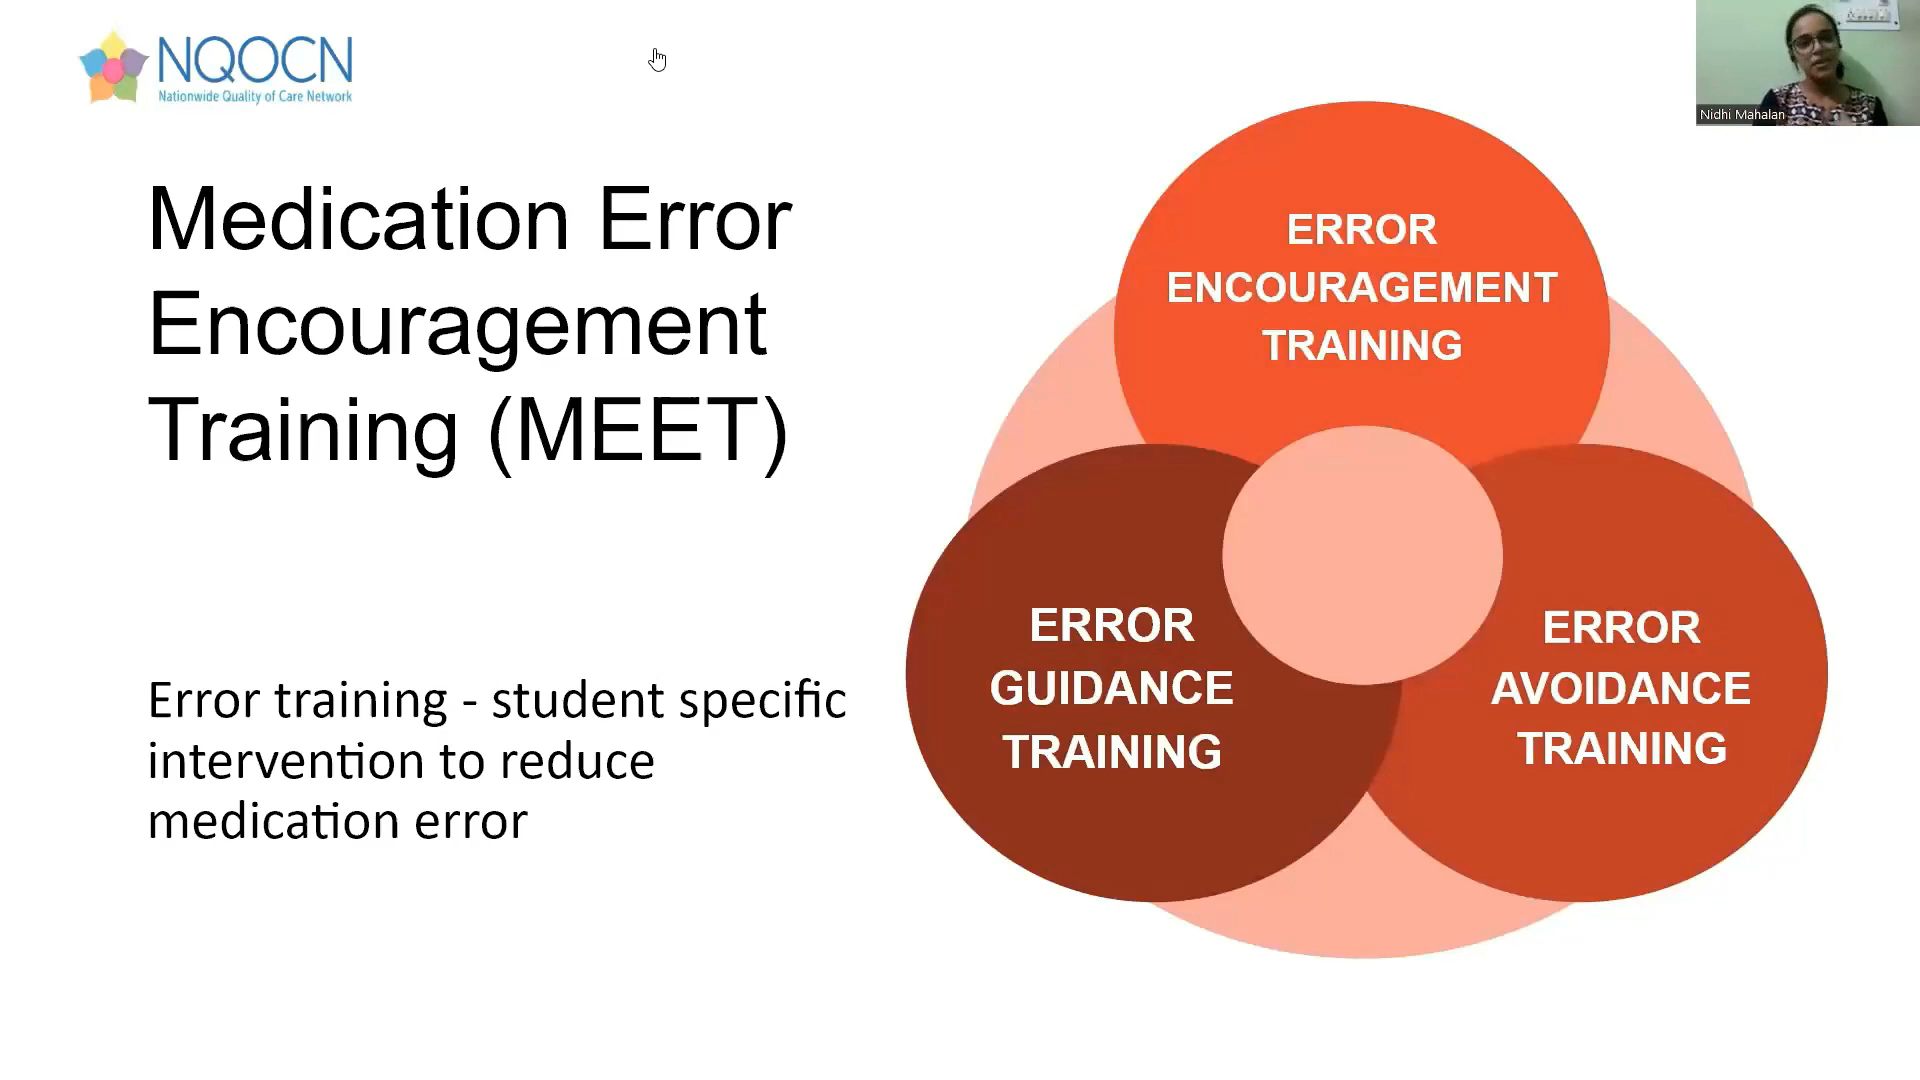 NQOCN
Nationwide Quality of Care Network
Nidhi Mahalan
Medication Error
Encouragement
Training (MEET)
Error training - student specific
intervention to reduce
medication error
ERROR
ENCOURAGEMENT
TRAINING
ERROR
GUIDANCE
TRAINING
ERROR
AVOIDANCE
TRAINING